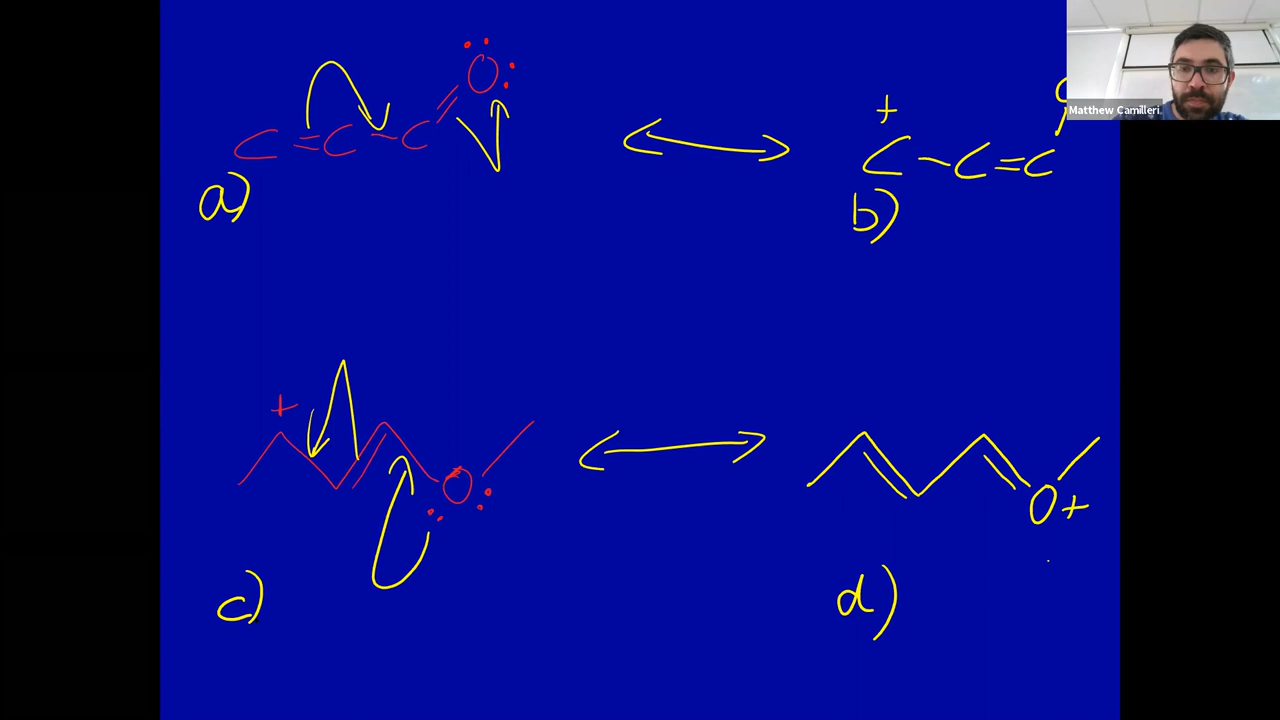 C = C - C = O
+
C - C = C
Matthew Camilleri
a)
b)
+
O
O +
c)
d)